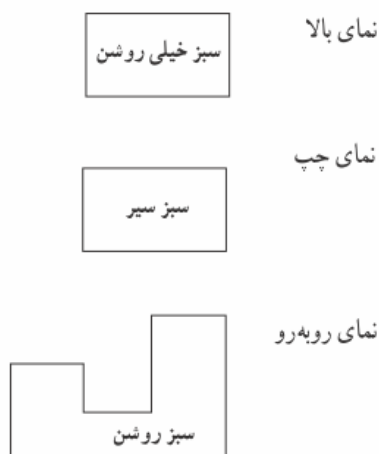 نمای بالا
سبز خیلی روشن
نمای چپ
سبز سیر
نمای روبه‌رو
سبز روشن